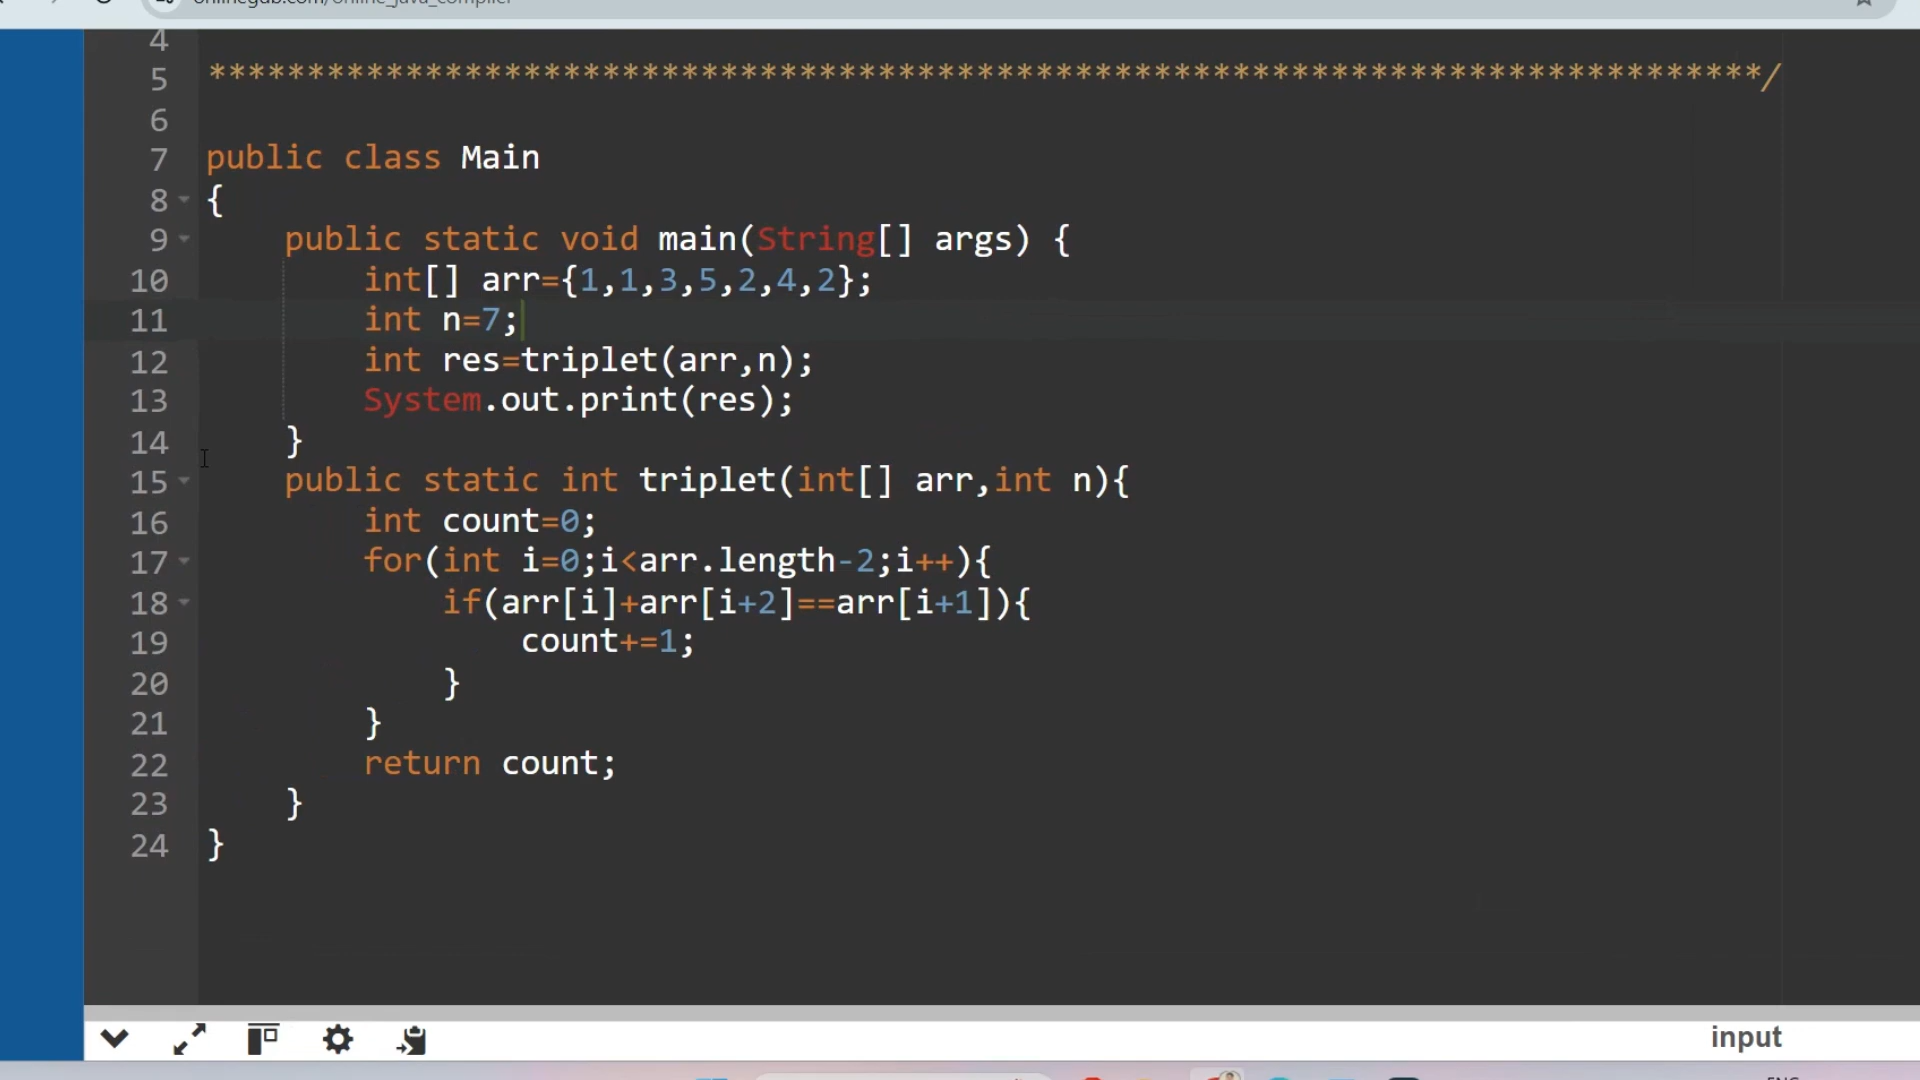 4
5 *******************************************************************************/
6
7 public class Main
8 {
9 public static void main(String[] args) {
10 int[] arr={1,1,3,5,2,4,2};
11 int n=7;
12 int res=triplet(arr,n);
13 System.out.print(res);
14 }
15 public static int triplet(int[] arr,int n){
16 int count=0;
17 for(int i=0;i<arr.length-2;i++){
18 if(arr[i]+arr[i+2]==arr[i+1]){
19 count+=1;
20 }
21 }
22 return count;
23 }
24 }
input